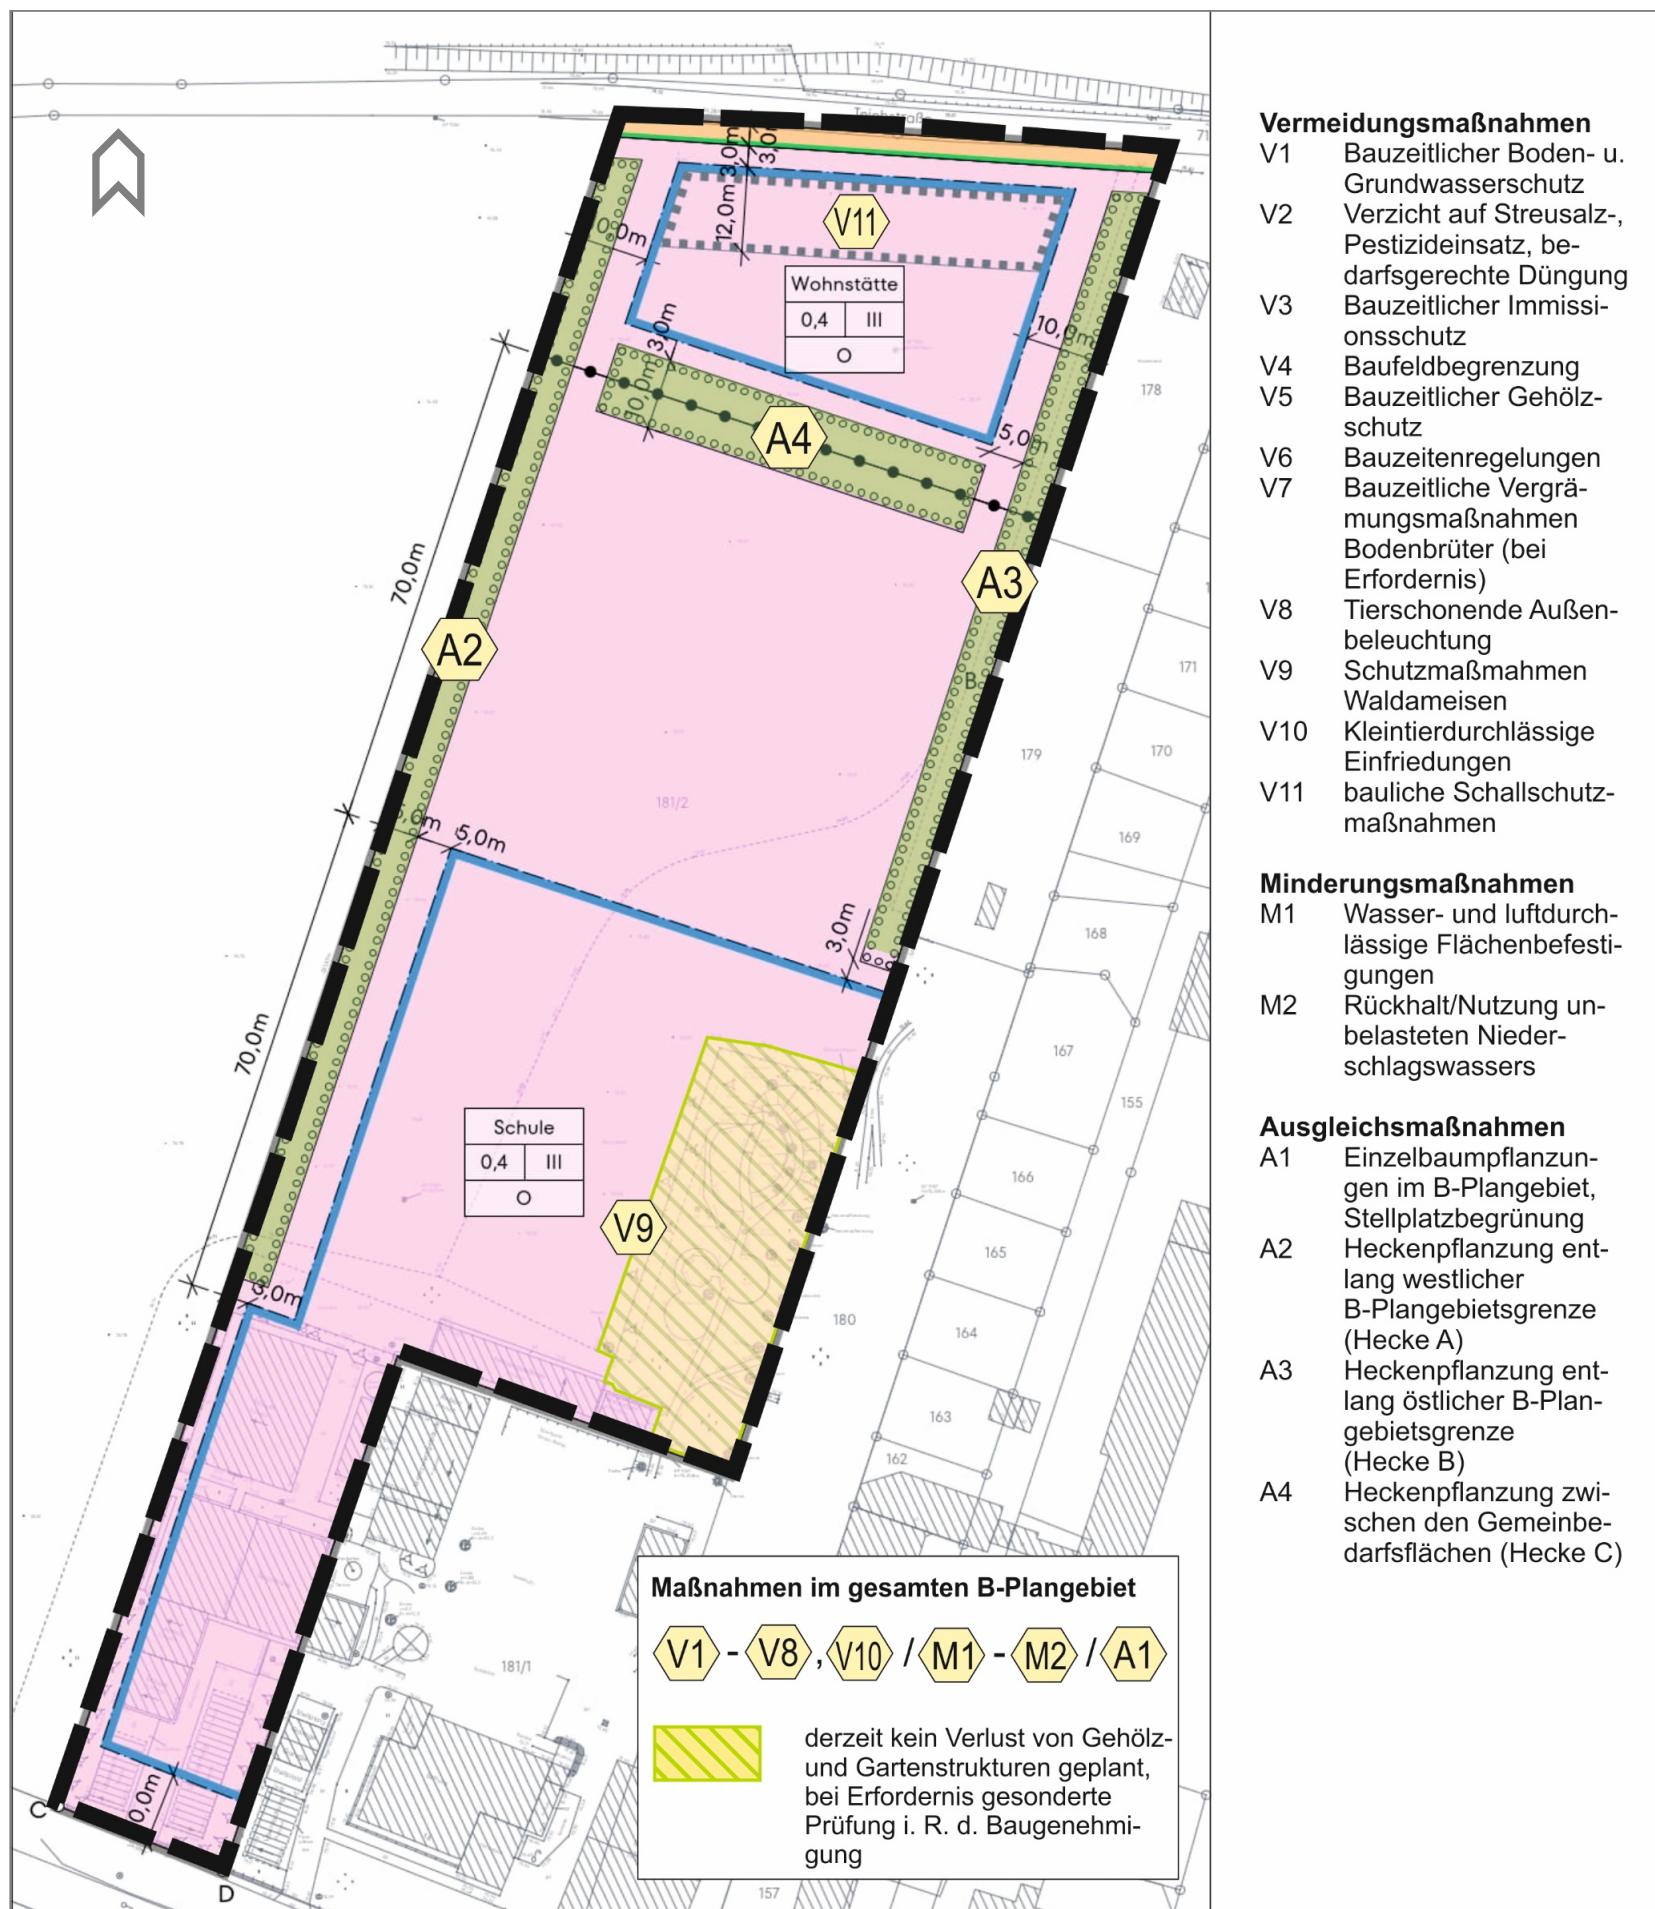 Teichstraße
71
3,0m
3,0m
12,0m
V11
Wohnstätte
0,4
III
O
10,0m
3,0m
10,0m
A4
5,0m
178
A3
70,0m
A2
B
171
179
170
181/2
169
5,0m
3,0m
168
167
70,0m
155
Schule
0,4
III
O
166
V9
165
3,0m
180
164
163
162
181/1
C
D
157
Maßnahmen im gesamten B-Plangebiet
V1 - V8 , V10 / M1 - M2 / A1
derzeit kein Verlust von Gehölz-
und Gartenstrukturen geplant,
bei Erfordernis gesonderte
Prüfung i. R. d. Baugenehmi-
gung
Vermeidungsmaßnahmen
V1 Bauzeitlicher Boden- u.
Grundwasserschutz
V2 Verzicht auf Streusalz-,
Pestizideinsatz, be-
darfsgerechte Düngung
V3 Bauzeitlicher Immissi-
onsschutz
V4 Baufeldbegrenzung
V5 Bauzeitlicher Gehölz-
schutz
V6 Bauzeitenregelungen
V7 Bauzeitliche Vergrä-
mungsmaßnahmen
Bodenbrüter (bei
Erfordernis)
V8 Tierschonende Außen-
beleuchtung
V9 Schutzmaßmahmen
Waldameisen
V10 Kleintierdurchlässige
Einfriedungen
V11 bauliche Schallschutz-
maßnahmen
Minderungsmaßnahmen
M1 Wasser- und luftdurch-
lässige Flächenbefesti-
gungen
M2 Rückhalt/Nutzung un-
belasteten Nieder-
schlagswassers
Ausgleichsmaßnahmen
A1 Einzelbaumpflanzun-
gen im B-Plangebiet,
Stellplatzbegrünung
A2 Heckenpflanzung ent-
lang westlicher
B-Plangebietsgrenze
(Hecke A)
A3 Heckenpflanzung ent-
lang östlicher B-Plan-
gebietsgrenze
(Hecke B)
A4 Heckenpflanzung zwi-
schen den Gemeinbe-
darfsflächen (Hecke C)